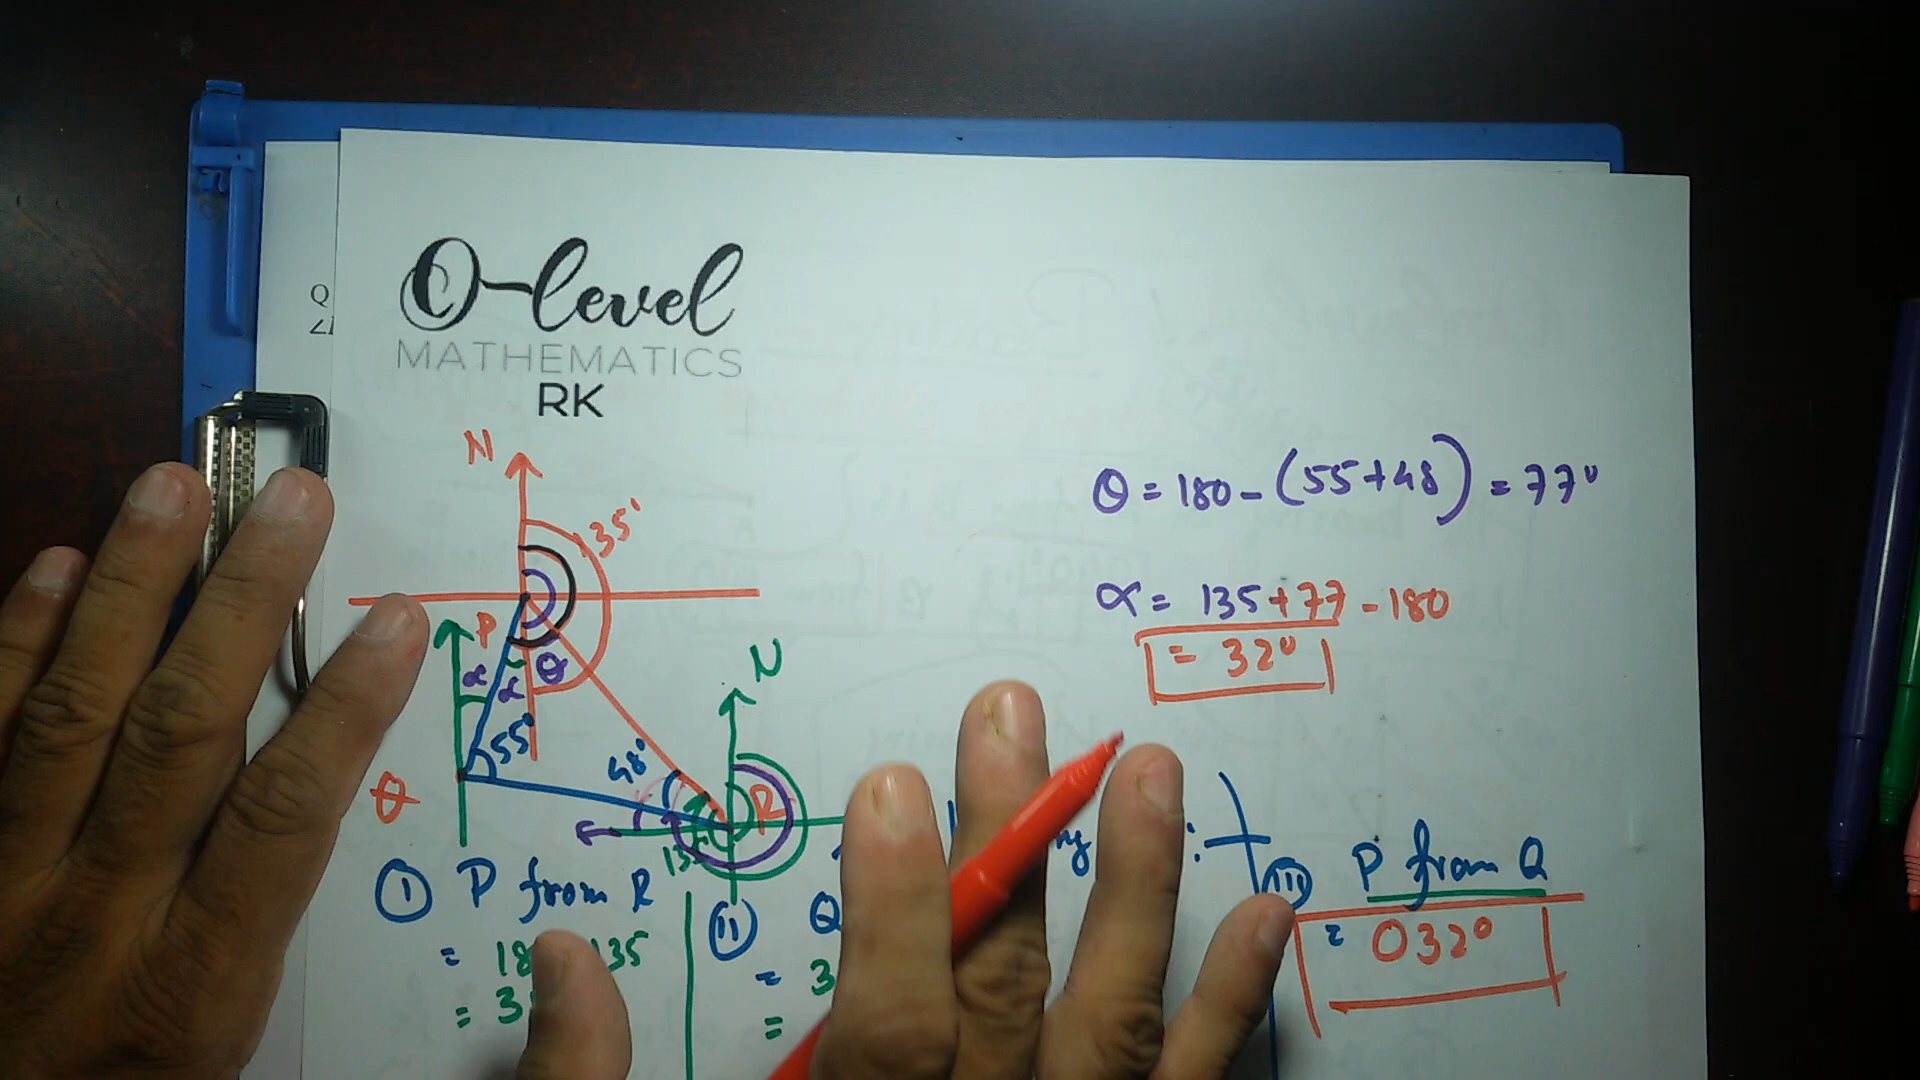 Q
∠
O-level
MATHEMATICS
RK
N
135°
θ = 180 - (55+48) = 77°
α = 135+77 - 180
= 32°
P
α
α
θ
N
55°
48°
Q
R
135
(I) P from R
= 18 135
= 3
(II) Q
= 3
=
(III) P from Q
= 032°